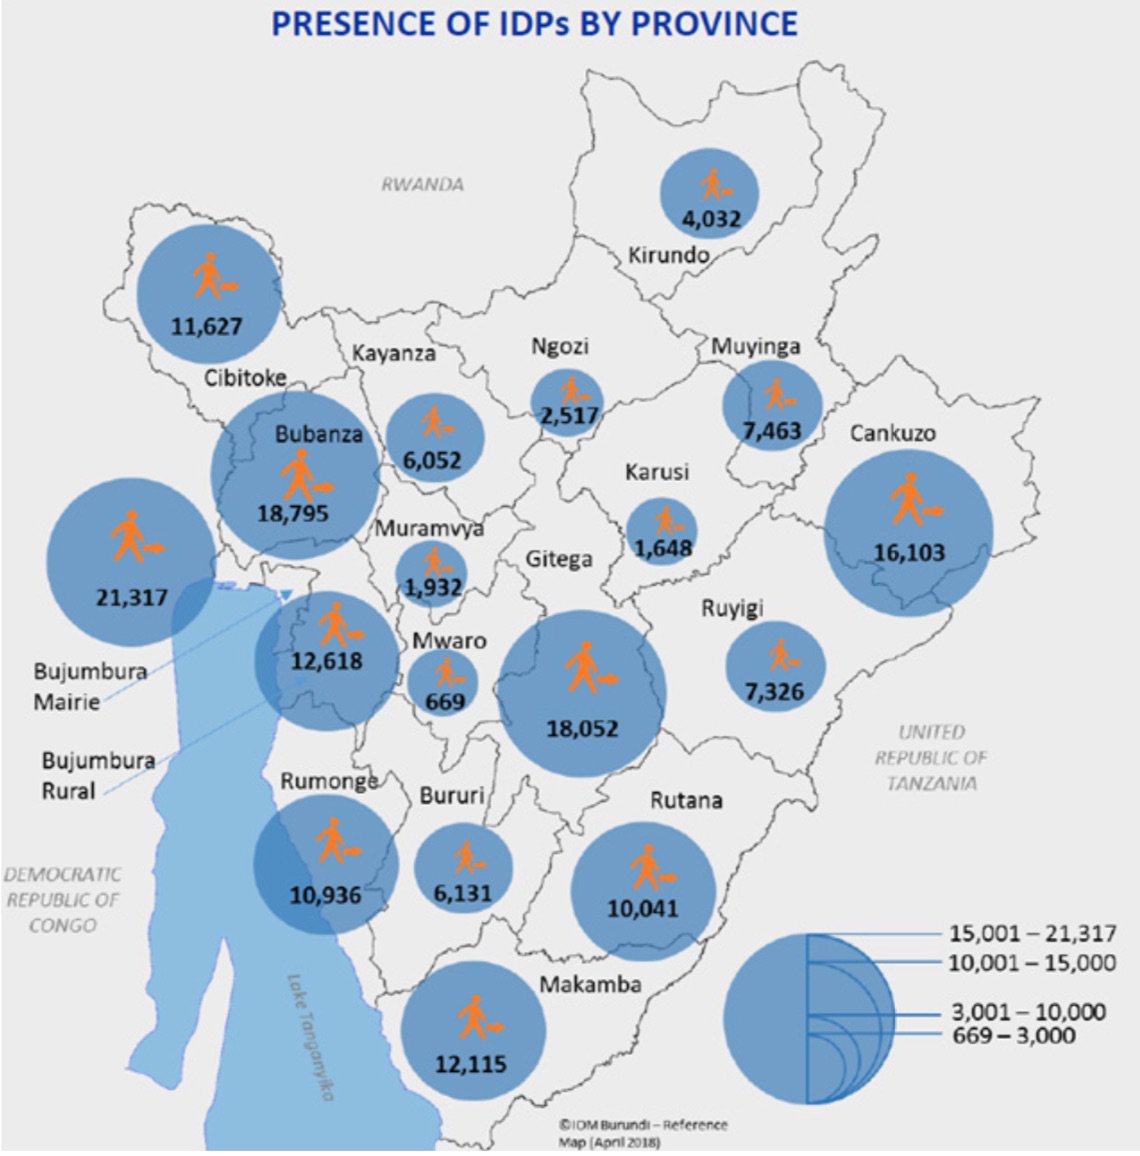 PRESENCE OF IDPs BY PROVINCE
RWANDA
4,032
Kirundo
11,627
Cibitoke
Kayanza
Ngozi
Muyinga
2,517
7,463
6,052
Bubanza
18,795
Cankuzo
16,103
Karusi
1,648
21,317
Muramvya
1,932
Gitega
18,052
Ruyigi
7,326
12,618
Mwaro
669
Bujumbura
Mairie
Bujumbura
Rural
UNITED
REPUBLIC OF
TANZANIA
Rumonge
10,936
Bururi
6,131
Rutana
10,041
DEMOCRATIC
REPUBLIC OF
CONGO
Lake Tanganyika
Makamba
12,115
15,001 – 21,317
10,001 – 15,000
3,001 – 10,000
669 – 3,000
©IOM Burundi – Reference
Map (April 2018)